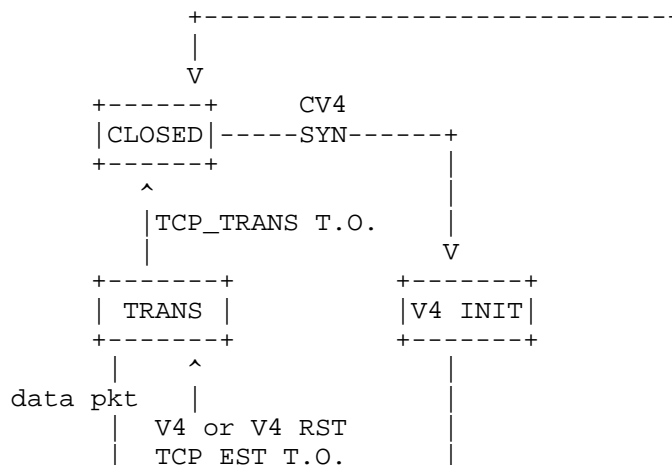 CV4
CLOSED SYN
TCP_TRANS T.O.
TRANS V4 INIT
data pkt
V4 or V4 RST
TCP EST T.O.